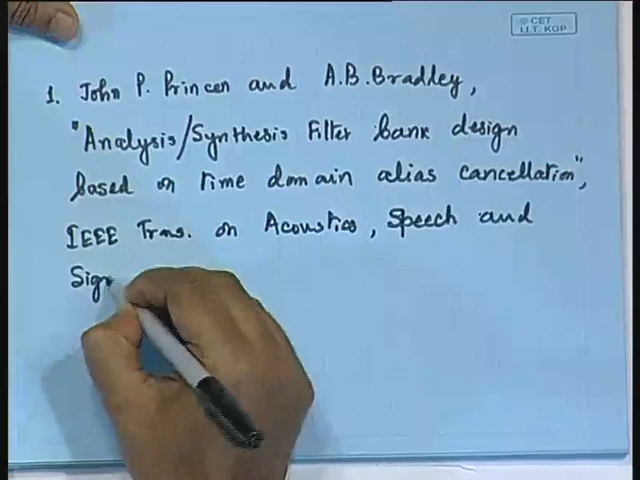 © CET
I.I.T. KGP
1. John P. Princen and A.B. Bradley,
"Analysis/Synthesis Filter Bank design
based on time domain alias cancellation",
IEEE Trans. on Acoustics, Speech and
Sign